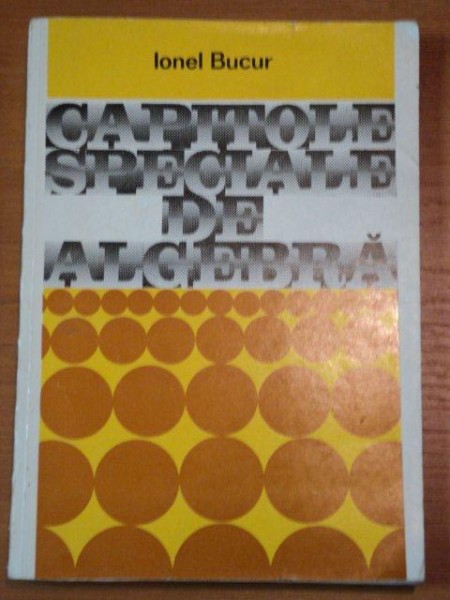 Ionel Bucur
CAPITOLE
SPECIALE
DE
ALGEBRĂ